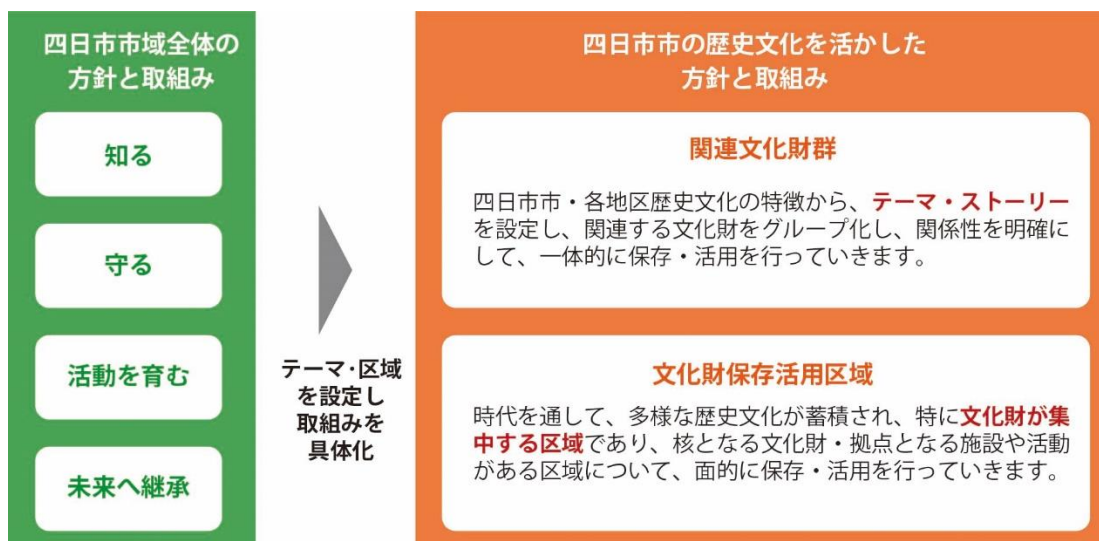 四日市市域全体の
方針と取組み
知る
守る
活動を育む
未来へ継承
テーマ・区域
を設定し
取組みを
具体化
四日市市の歴史文化を活かした
方針と取組み
関連文化財群
四日市市・各地区歴史文化の特徴から、テーマ・ストーリー
を設定し、関連する文化財をグループ化し、関係性を明確に
して、一体的に保存・活用を行っていきます。
文化財保存活用区域
時代を通して、多様な歴史文化が蓄積され、特に文化財が集
中する区域であり、核となる文化財・拠点となる施設や活動
がある区域について、面的に保存・活用を行っていきます。